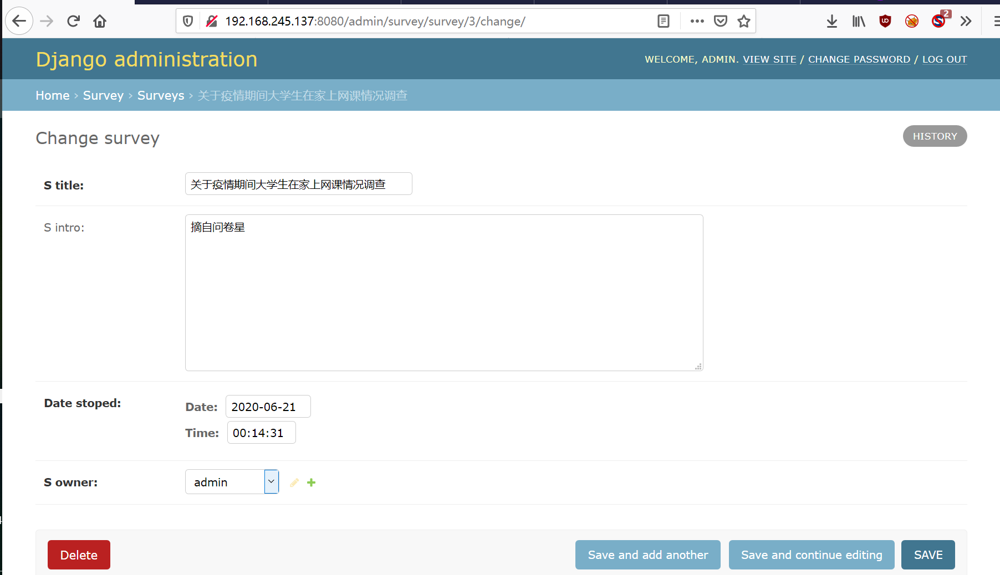 192.168.245.137:8080/admin/survey/survey/3/change/
2
Django administration
WELCOME, ADMIN. VIEW SITE / CHANGE PASSWORD / LOG OUT
Home › Survey › Surveys › 关于疫情期间大学生在家上网课情况调查
Change survey
HISTORY
S title:
关于疫情期间大学生在家上网课情况调查
S intro:
摘自问卷星
Date stoped:
Date: 2020-06-21
Time: 00:14:31
S owner:
admin
Delete
Save and add another
Save and continue editing
SAVE